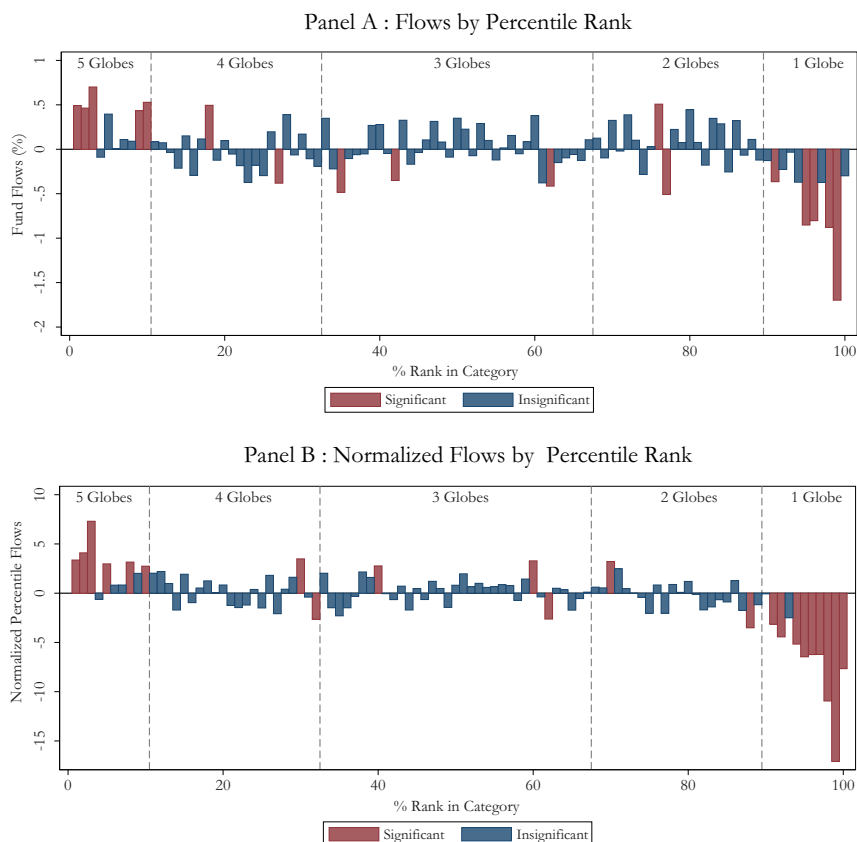 Panel A : Flows by Percentile Rank
5 Globes 4 Globes 3 Globes 2 Globes 1 Globe
Fund Flows (%)
1
.5
0
-.5
-1
-1.5
-2
0 20 40 60 80 100
% Rank in Category
Significant Insignificant
Panel B : Normalized Flows by Percentile Rank
5 Globes 4 Globes 3 Globes 2 Globes 1 Globe
Normalized Percentile Flows
10
5
0
-5
-10
-15
0 20 40 60 80 100
% Rank in Category
Significant Insignificant